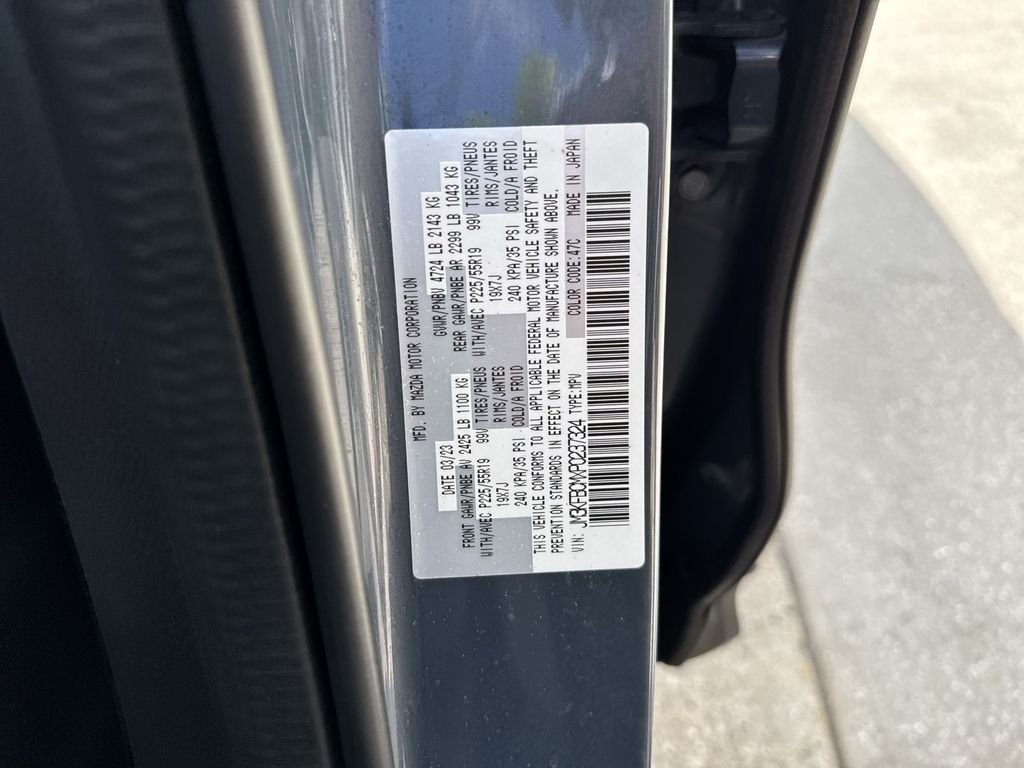 MFD. BY MAZDA MOTOR CORPORATION
DATE 03/23 GVWR/PNBV 4724 LB 2143 KG
FRONT GAWR/PNBE AV 2425 LB 1100 KG REAR GAWR/PNBE AR 2299 LB 1043 KG
WITH/AVEC P225/55R19 99V TIRES/PNEUS WITH/AVEC P225/55R19 99V TIRES/PNEUS
19X7J RIMS/JANTES 19X7J RIMS/JANTES
240 KPA/35 PSI COLD/A FROID 240 KPA/35 PSI COLD/A FROID
THIS VEHICLE CONFORMS TO ALL APPLICABLE FEDERAL MOTOR VEHICLE SAFETY AND THEFT
PREVENTION STANDARDS IN EFFECT ON THE DATE OF MANUFACTURE SHOWN ABOVE.
VIN: JM3KFBCMXP0237324 TYPE:MPV COLOR CODE:47C MADE IN JAPAN